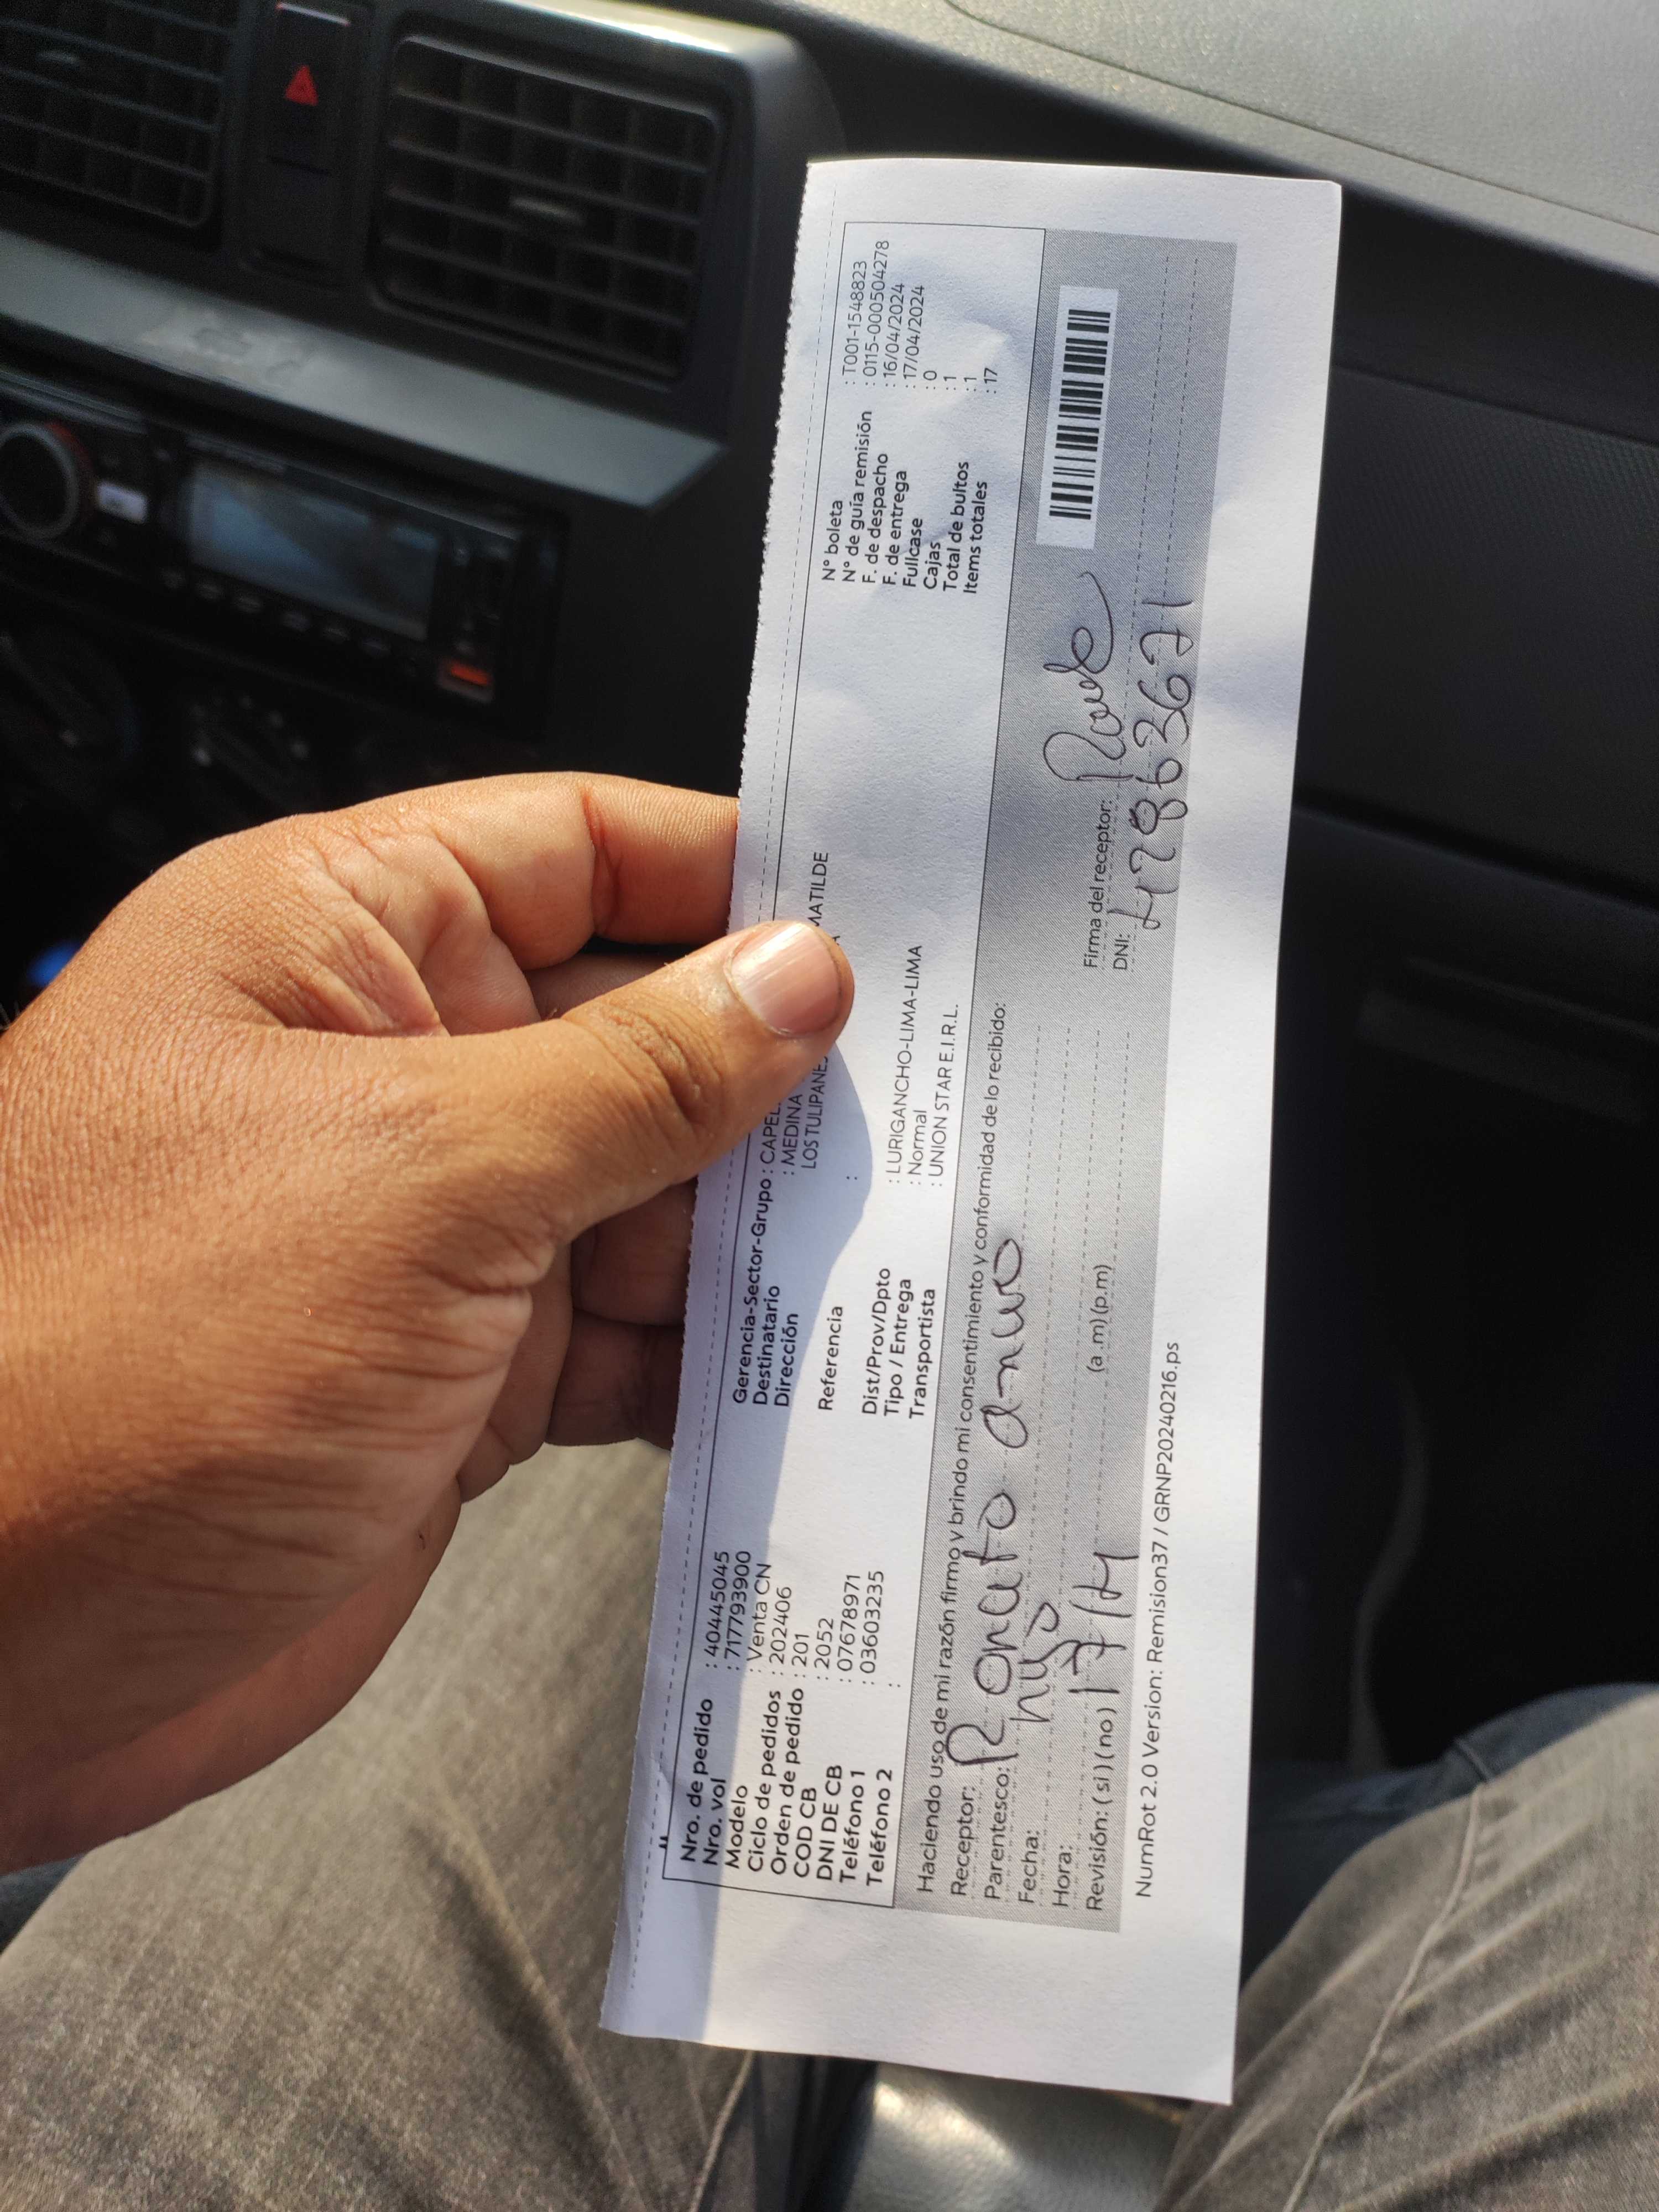 Nro. de pedido : 40445045
Nro. vol : 717793900
Modelo : Venta CN
Ciclo de pedidos : 202406
Orden de pedido : 201
COD CB : 2052
DNI DE CB : 07678971
Teléfono 1 : 03603235
Teléfono 2 :
Gerencia-Sector-Grupo : CAPEL
Destinatario : MEDINA MATILDE
Dirección LOS TULIPANES
Referencia :
Dist/Prov/Dpto : LURIGANCHO-LIMA-LIMA
Tipo / Entrega : Normal
Transportista : UNION STAR E.I.R.L.
N° boleta : T001-1548823
N° de guía remisión : 0115-000504278
F. de despacho : 16/04/2024
F. de entrega : 17/04/2024
Fullcase : 0
Cajas : 1
Total de bultos : 1
Items totales : 17
Haciendo uso de mi razón firmo y brindo mi consentimiento y conformidad de lo recibido:
Receptor: Renato
Parentesco: hijo
Fecha: 17/4
Hora: (a.m)(p.m)
Revisión: (si) (no)
Firma del receptor:
DNI: 47863671
NumRot 2.0 Version: Remision37 / GRNP20240216.ps